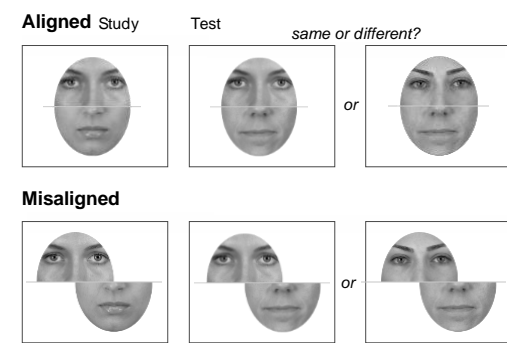 Aligned Study Test
same or different?
or
Misaligned
or